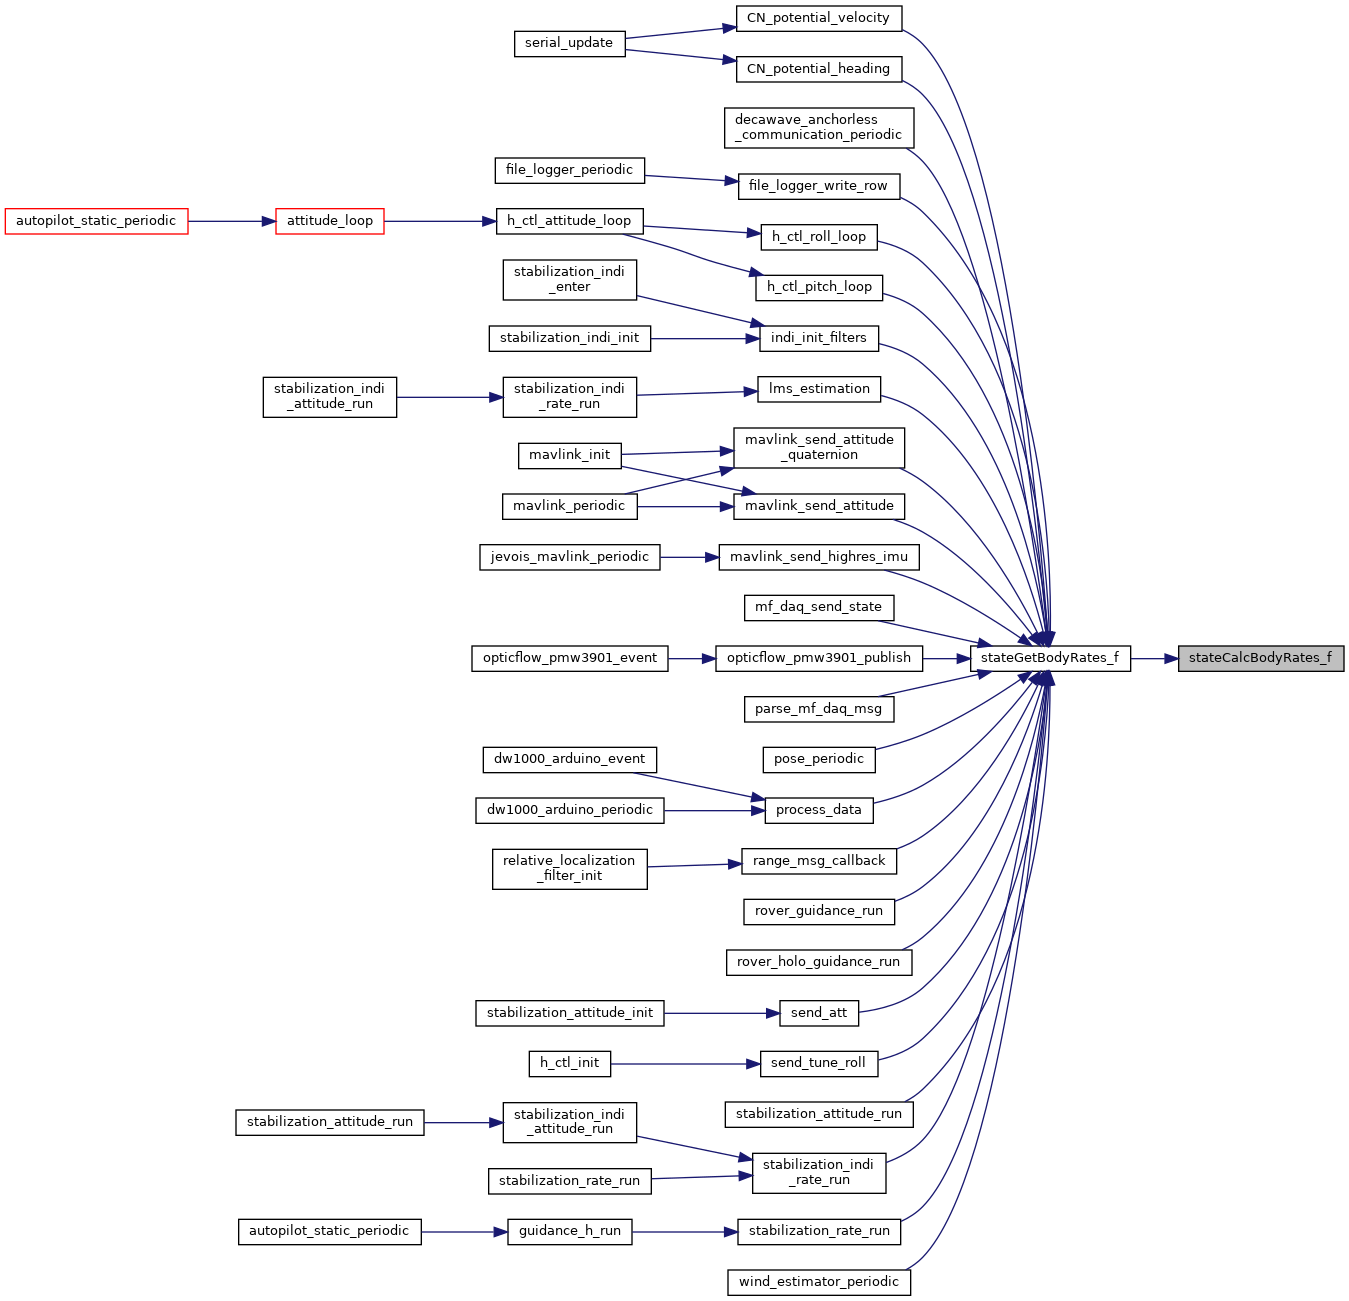 CN_potential_velocity
serial_update
CN_potential_heading
decawave_anchorless
_communication_periodic
file_logger_periodic
file_logger_write_row
autopilot_static_periodic
attitude_loop
h_ctl_attitude_loop
h_ctl_roll_loop
stabilization_indi
_enter
h_ctl_pitch_loop
stabilization_indi_init
indi_init_filters
stabilization_indi
_attitude_run
stabilization_indi
_rate_run
lms_estimation
mavlink_send_attitude
_quaternion
mavlink_init
mavlink_periodic
mavlink_send_attitude
jevois_mavlink_periodic
mavlink_send_highres_imu
mf_daq_send_state
opticflow_pmw3901_event
opticflow_pmw3901_publish
stateGetBodyRates_f
stateCalcBodyRates_f
parse_mf_daq_msg
dw1000_arduino_event
pose_periodic
dw1000_arduino_periodic
process_data
relative_localization
_filter_init
range_msg_callback
rover_guidance_run
rover_holo_guidance_run
stabilization_attitude_init
send_att
h_ctl_init
send_tune_roll
stabilization_attitude_run
stabilization_indi
_attitude_run
stabilization_attitude_run
stabilization_indi
_rate_run
stabilization_rate_run
autopilot_static_periodic
guidance_h_run
stabilization_rate_run
wind_estimator_periodic